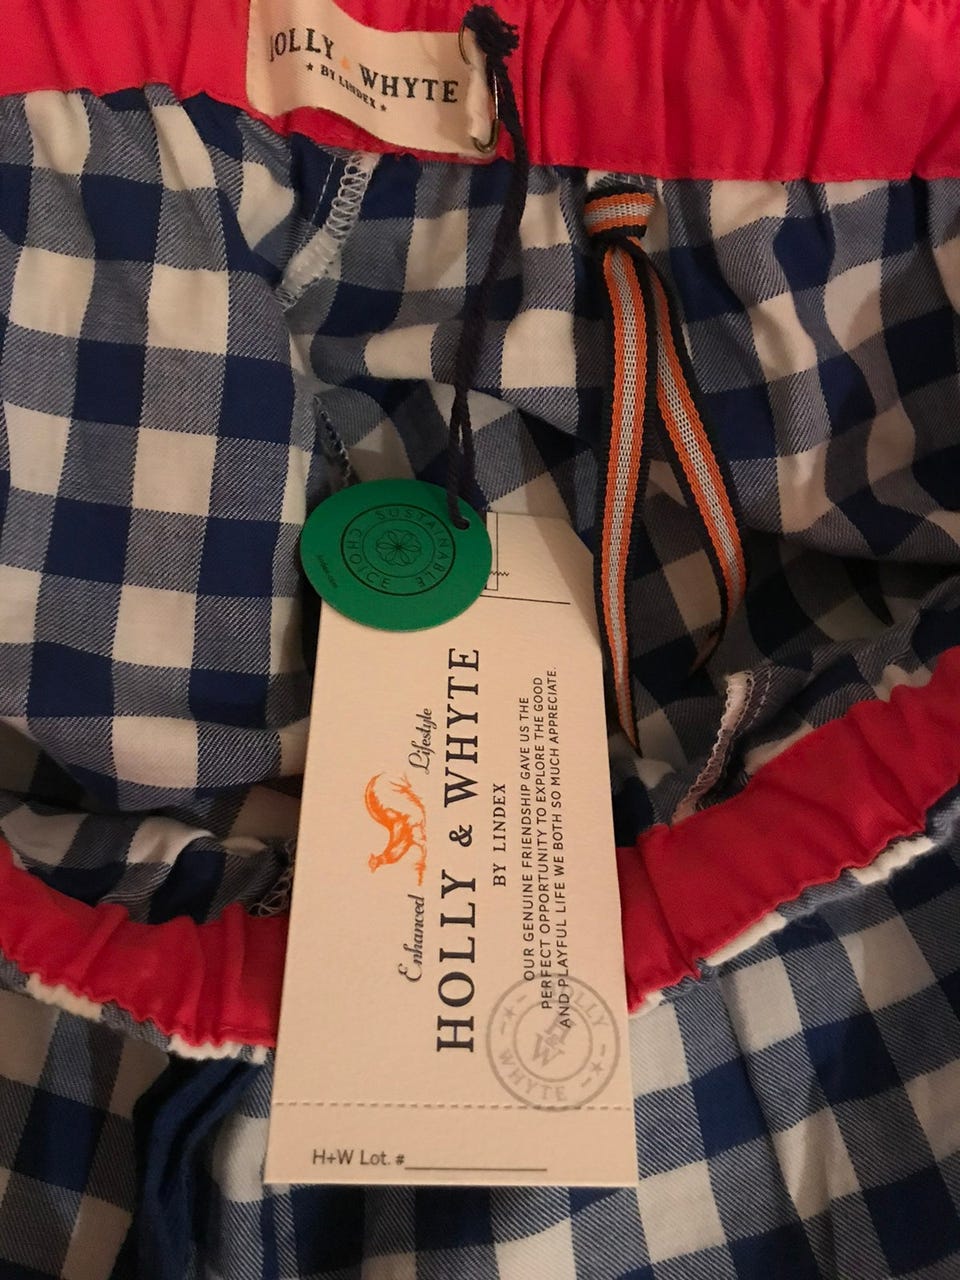 JOLLY & WHYTE
★ BY LINDEX ★
SUSTAINABLE
CHOICE
Enhanced Lifestyle
HOLLY & WHYTE
BY LINDEX
OUR GENUINE FRIENDSHIP GAVE US THE
PERFECT OPPORTUNITY TO EXPLORE THE GOOD
AND PLAYFUL LIFE WE BOTH SO MUCH APPRECIATE.
HOLLY
WHYTE
H+W Lot. #